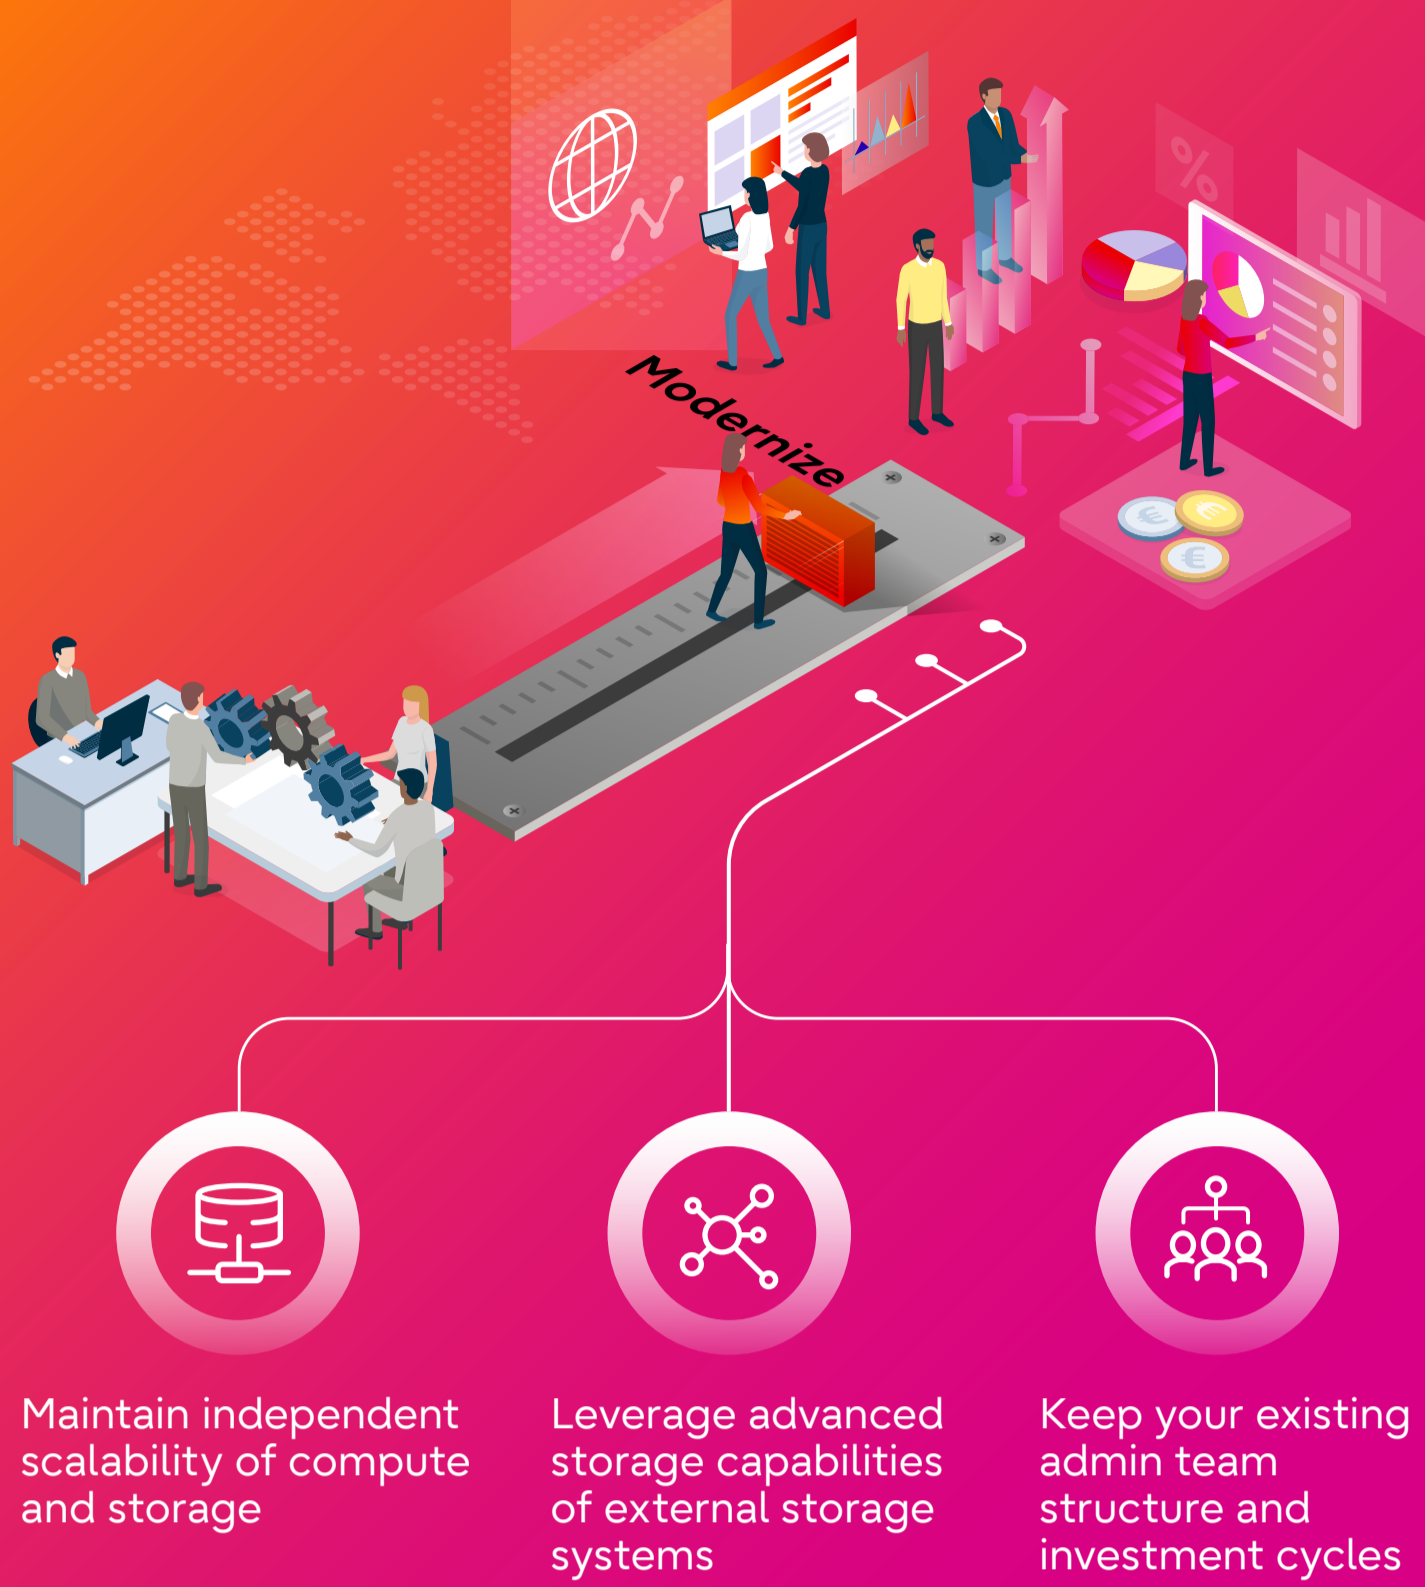 Modernize
%
€
€
€
Maintain independent
scalability of compute
and storage
Leverage advanced
storage capabilities
of external storage
systems
Keep your existing
admin team
structure and
investment cycles